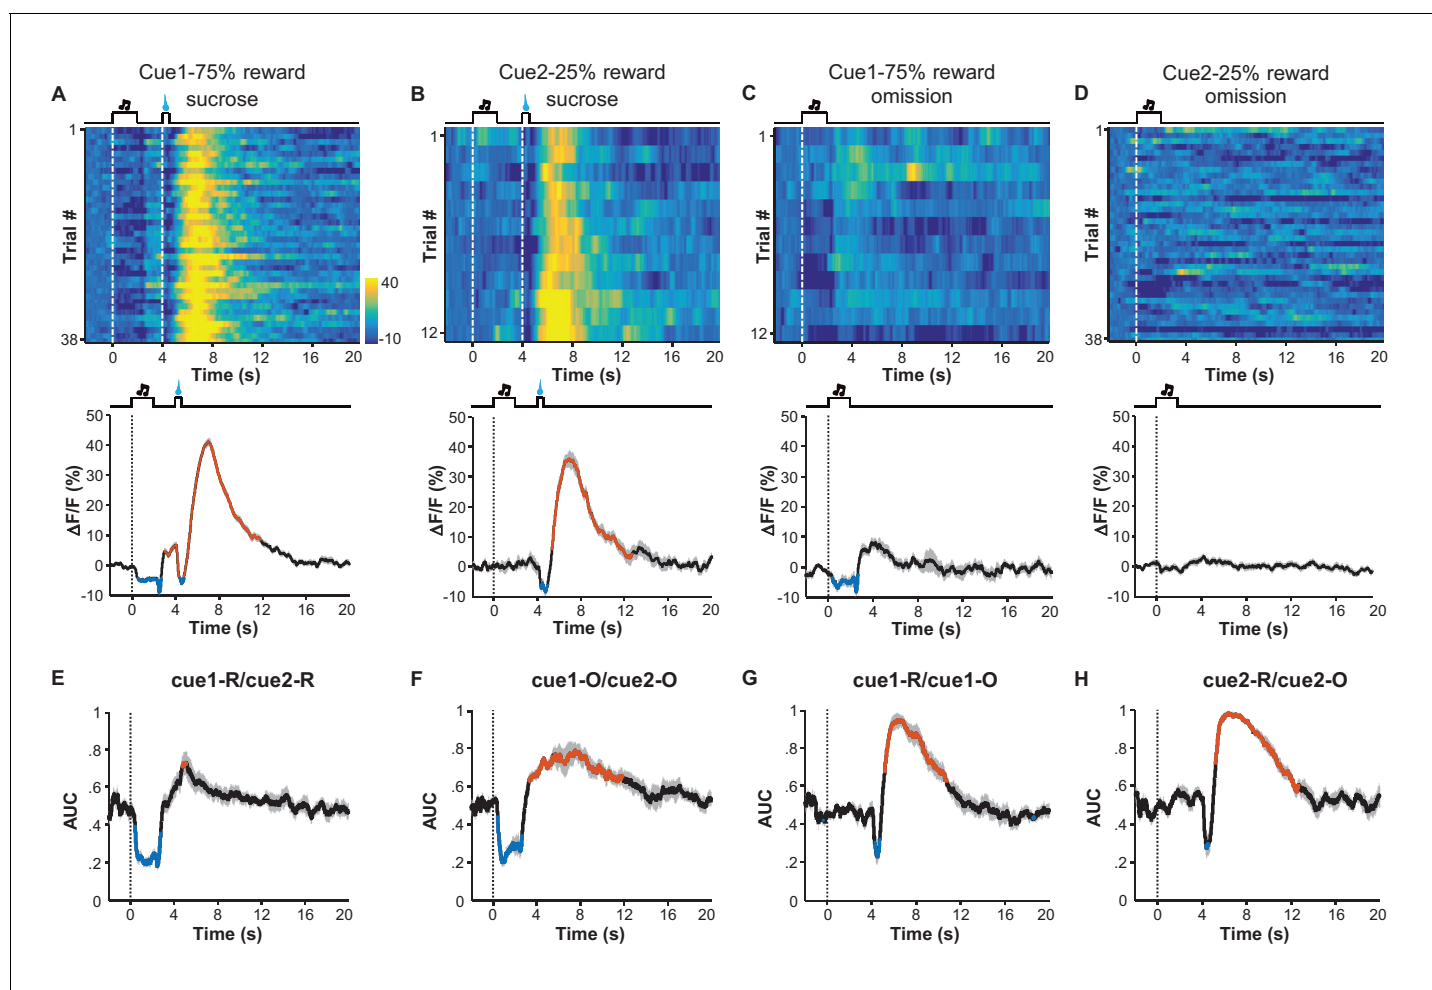 A
Cue1-75% reward
sucrose
B
Cue2-25% reward
sucrose
C
Cue1-75% reward
omission
D
Cue2-25% reward
omission
1
Trial #
38
40
-10
0 4 8 12 16 20
Time (s)
1
Trial #
12
0 4 8 12 16 20
Time (s)
1
Trial #
12
0 4 8 12 16 20
Time (s)
1
Trial #
38
0 4 8 12 16 20
Time (s)
50
40
30
20
10
0
-10
ΔF/F (%)
0 4 8 12 16 20
Time (s)
50
40
30
20
10
0
-10
ΔF/F (%)
0 4 8 12 16 20
Time (s)
50
40
30
20
10
0
-10
ΔF/F (%)
0 4 8 12 16 20
Time (s)
50
40
30
20
10
0
-10
ΔF/F (%)
0 4 8 12 16 20
Time (s)
E
cue1-R/cue2-R
1
.8
.6
.4
.2
0
AUC
0 4 8 12 16 20
Time (s)
F
cue1-O/cue2-O
1
.8
.6
.4
.2
0
AUC
0 4 8 12 16 20
Time (s)
G
cue1-R/cue1-O
1
.8
.6
.4
.2
0
AUC
0 4 8 12 16 20
Time (s)
H
cue2-R/cue2-O
1
.8
.6
.4
.2
0
AUC
0 4 8 12 16 20
Time (s)